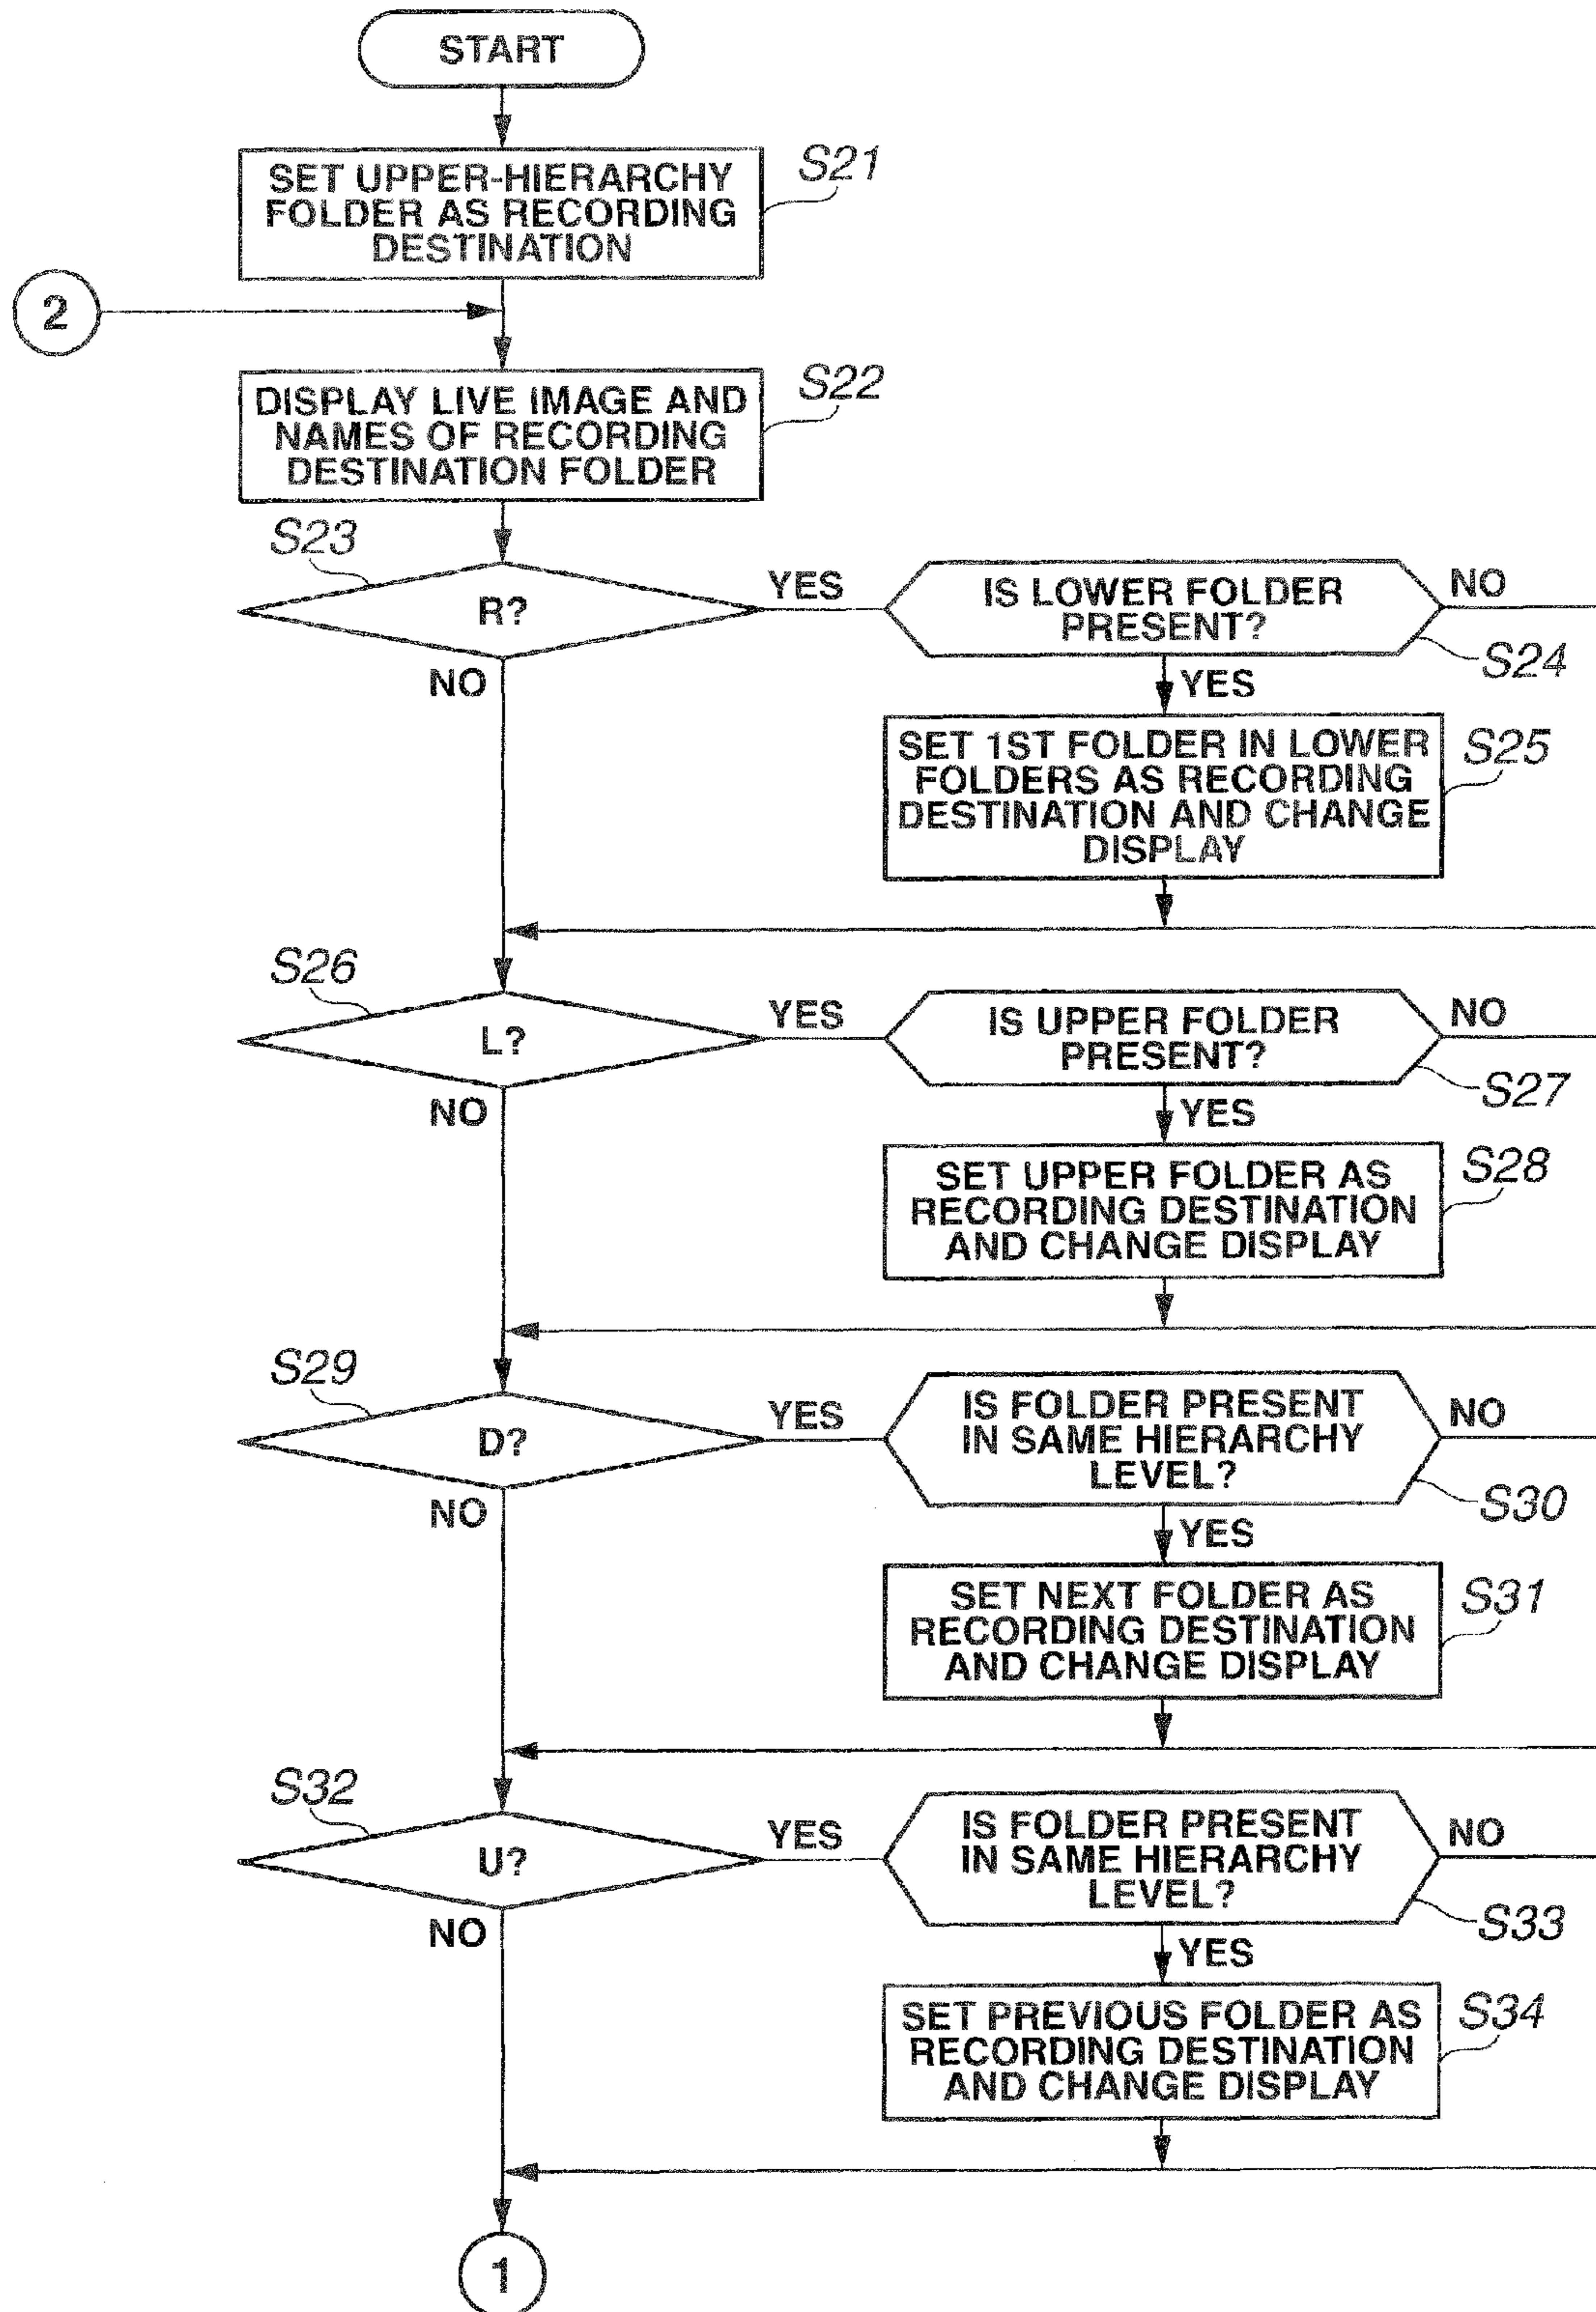 START
SET UPPER-HIERARCHY
FOLDER AS RECORDING
DESTINATION
S21
2
DISPLAY LIVE IMAGE AND
NAMES OF RECORDING
DESTINATION FOLDER
S22
S23
R?
YES
NO
IS LOWER FOLDER
PRESENT?
NO
S24
YES
SET 1ST FOLDER IN LOWER
FOLDERS AS RECORDING
DESTINATION AND CHANGE
DISPLAY
S25
S26
L?
YES
NO
IS UPPER FOLDER
PRESENT?
NO
S27
YES
SET UPPER FOLDER AS
RECORDING DESTINATION
AND CHANGE DISPLAY
S28
S29
D?
YES
NO
IS FOLDER PRESENT
IN SAME HIERARCHY
LEVEL?
NO
S30
YES
SET NEXT FOLDER AS
RECORDING DESTINATION
AND CHANGE DISPLAY
S31
S32
U?
YES
NO
IS FOLDER PRESENT
IN SAME HIERARCHY
LEVEL?
NO
S33
YES
SET PREVIOUS FOLDER AS
RECORDING DESTINATION
AND CHANGE DISPLAY
S34
1